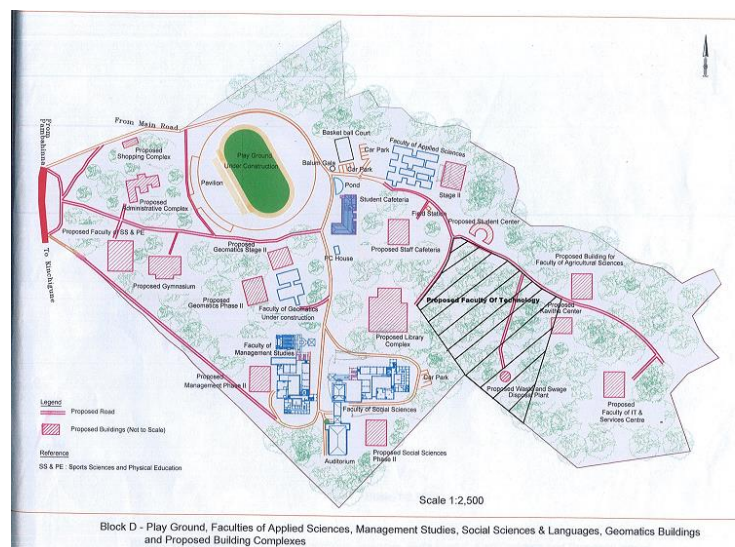 From Main Road
From
Pambahinna
To Kinchigune
Basket ball Court
Car Park
Faculty of Applied Sciences
Balum Gate
Car Park
Pond
Stage II
Play Ground
Under Construction
Pavilion
Proposed
Shopping Complex
Proposed
Administrative Complex
Student Cafeteria
Field Station
Proposed Student Center
Proposed Faculty of SS & PE
Proposed
Geomatics Stage II
Proposed Staff Cafeteria
PC House
Proposed Building for
Faculty of Agricultural Sciences
Proposed Gymnasium
Proposed
Geomatics Phase II
Faculty of Geomatics
Under construction
Proposed Faculty Of Technology
Proposed
Kavitha Center
Proposed Library
Complex
Faculty of
Management Studies
Proposed
Management Phase II
Car Park
Proposed Waste and Swage
Disposal Plant
Proposed
Faculty of IT &
Services Centre
Faculty of Social Sciences
Auditorium
Proposed Social Sciences
Phase II
Legend
Proposed Road
Proposed Buildings (Not to Scale)
Reference
SS & PE : Sports Sciences and Physical Education
Scale 1:2,500
Block D - Play Ground, Faculties of Applied Sciences, Management Studies, Social Sciences & Languages, Geomatics Buildings
and Proposed Building Complexes